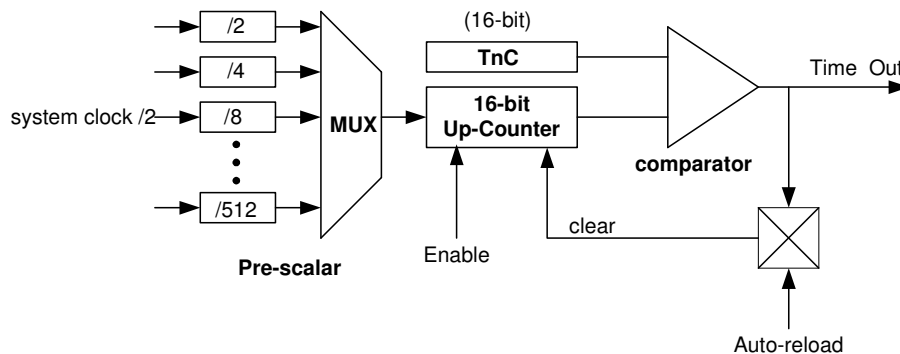 /2
(16-bit)
TnC
/4
Time Out
system clock /2
/8
MUX
16-bit
Up-Counter
comparator
/512
clear
Pre-scalar
Enable
Auto-reload